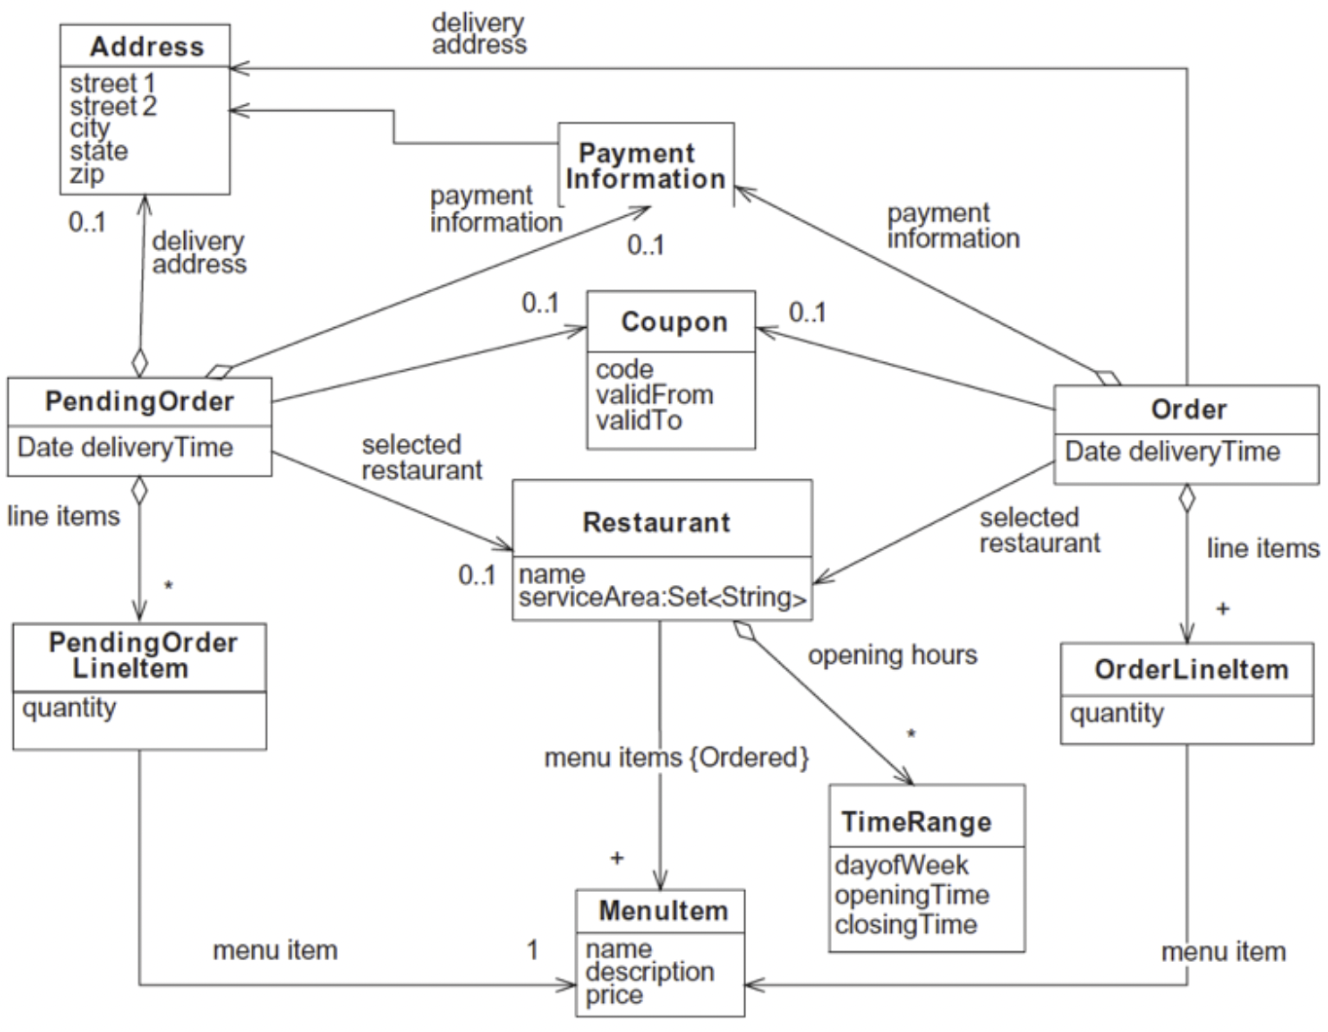 delivery
address
Address
street 1
street 2
city
state
zip
Payment
Information
payment
information
payment
information
0..1
delivery
address
0..1
0..1
Coupon
0..1
code
validFrom
validTo
PendingOrder
Date deliveryTime
Order
Date deliveryTime
selected
restaurant
line items
Restaurant
selected
restaurant
line items
0..1
name
serviceArea:Set<String>
*
+
PendingOrder
LineItem
quantity
opening hours
OrderLineItem
quantity
*
menu items {Ordered}
TimeRange
dayofWeek
openingTime
closingTime
+
MenuItem
name
description
price
menu item
1
menu item